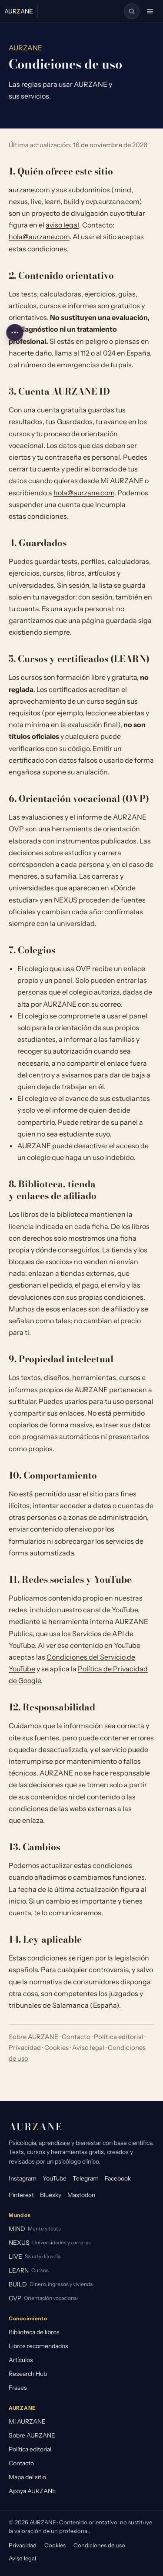 AURZANE
AURZANE
Condiciones de uso
Las reglas para usar AURZANE y
sus servicios.
Última actualización: 16 de noviembre de 2026
1. Quién ofrece este sitio
aurzane.com y sus subdominios (mind,
nexus, live, learn, build y ovp.aurzane.com)
son un proyecto de divulgación cuyo titular
figura en el aviso legal. Contacto:
hola@aurzane.com. Al usar el sitio aceptas
estas condiciones.
2. Contenido orientativo
Los tests, calculadoras, ejercicios, guías,
artículos, cursos e informes son gratuitos y
orientativos. No sustituyen una evaluación,
diagnóstico ni un tratamiento
profesional. Si estás en crisis o piensas en
hacerte daño, llama al 112 o al 024 en España,
o al número de emergencias de tu país.
3. Cuenta AURZANE ID
Con una cuenta gratuita guardas tus
resultados, tus Guardados, tus avisos en los
cursos y tu proceso de orientación
vocacional. Los datos que das deben ser
ciertos y tu contraseña es personal. Puedes
cerrar tu cuenta y pedir el borrado de tus
datos cuando quieras desde Mi AURZANE o
escribiendo a hola@aurzane.com. Podemos
suspender una cuenta que incumpla
estas condiciones.
4. Guardados
Puedes guardar tests, perfiles, calculadoras,
ejercicios, cursos, libros, artículos y
universidades. Sin sesión, la lista se guarda
solo en tu navegador; con sesión, también en
tu cuenta. Es una ayuda personal: no
garantizamos que una página guardada siga
existiendo siempre.
5. Cursos y certificados (LEARN)
Los cursos son formación libre y gratuita, no
reglada. Los certificados acreditan el
aprovechamiento de un curso según sus
requisitos (por ejemplo, lecciones abiertas y
nota mínima en la evaluación final), no son
títulos oficiales y cualquiera puede
verificarlos con su código. Emitir un
certificado con datos falsos o usarlo de forma
engañosa supone su anulación.
6. Orientación vocacional (OVP)
Las evaluaciones y el informe de AURZANE
OVP son una herramienta de orientación
elaborada con instrumentos publicados. Las
decisiones sobre estudios y carrera
corresponden a cada persona y, en el caso de
menores, a su familia. Las carreras y
universidades que aparecen en «Dónde
estudiar» y en NEXUS proceden de fuentes
oficiales y cambian cada año: confírmalas
siempre con la universidad.
7. Colegios
El colegio que usa OVP recibe un enlace
propio y un panel. Solo pueden entrar las
personas que el colegio autoriza, dadas de
alta por AURZANE con su correo.
El colegio se compromete a usar el panel
solo para orientar a sus propios
estudiantes, a informar a las familias y
recoger su autorización cuando sea
necesaria, a no compartir el enlace fuera
del centro y a avisarnos para dar de baja a
quien deje de trabajar en él.
El colegio ve el avance de sus estudiantes
y solo ve el informe de quien decide
compartirlo. Puede retirar de su panel a
quien no sea estudiante suyo.
AURZANE puede desactivar el acceso de
un colegio que haga un uso indebido.
8. Biblioteca, tienda
y enlaces de afiliado
Los libros de la biblioteca mantienen la
licencia indicada en cada ficha. De los libros
con derechos solo mostramos una ficha
propia y dónde conseguirlos. La tienda y los
bloques de «socios» no venden ni envían
nada: enlazan a tiendas externas, que
gestionan el pedido, el pago, el envío y las
devoluciones con sus propias condiciones.
Muchos de esos enlaces son de afiliado y se
señalan como tales; no cambian el precio
para ti.
9. Propiedad intelectual
Los textos, diseños, herramientas, cursos e
informes propios de AURZANE pertenecen a
su titular. Puedes usarlos para tu uso personal
y compartir sus enlaces. No está permitido
copiarlos de forma masiva, extraer sus datos
con programas automáticos ni presentarlos
como propios.
10. Comportamiento
No está permitido usar el sitio para fines
ilícitos, intentar acceder a datos o cuentas de
otras personas o a zonas de administración,
enviar contenido ofensivo por los
formularios ni sobrecargar los servicios de
forma automatizada.
11. Redes sociales y YouTube
Publicamos contenido propio en nuestras
redes, incluido nuestro canal de YouTube,
mediante la herramienta interna AURZANE
Publica, que usa los Servicios de API de
YouTube. Al ver ese contenido en YouTube
aceptas las Condiciones del Servicio de
YouTube y se aplica la Política de Privacidad
de Google.
12. Responsabilidad
Cuidamos que la información sea correcta y
cite sus fuentes, pero puede contener errores
o quedar desactualizada, y el servicio puede
interrumpirse por mantenimiento o fallos
técnicos. AURZANE no se hace responsable
de las decisiones que se tomen solo a partir
de sus contenidos ni del contenido o las
condiciones de las webs externas a las
que enlaza.
13. Cambios
Podemos actualizar estas condiciones
cuando añadimos o cambiamos funciones.
La fecha de la última actualización figura al
inicio. Si un cambio es importante y tienes
cuenta, te lo comunicaremos.
14. Ley aplicable
Estas condiciones se rigen por la legislación
española. Para cualquier controversia, y salvo
que la normativa de consumidores disponga
otra cosa, son competentes los juzgados y
tribunales de Salamanca (España).
Sobre AURZANE · Contacto · Política editorial ·
Privacidad · Cookies · Aviso legal · Condiciones
de uso
AURZANE
Psicología, aprendizaje y bienestar con base científica.
Tests, cursos y herramientas gratis, creados y
revisados por un psicólogo clínico.
Instagram YouTube Telegram Facebook
Pinterest Bluesky Mastodon
Mundos
MIND Mente y tests
NEXUS Universidades y carreras
LIVE Salud y día a día
LEARN Cursos
BUILD Dinero, ingresos y vivienda
OVP Orientación vocacional
Conocimiento
Biblioteca de libros
Libros recomendados
Artículos
Research Hub
Frases
AURZANE
Mi AURZANE
Sobre AURZANE
Política editorial
Contacto
Mapa del sitio
Apoya AURZANE
© 2026 AURZANE · Contenido orientativo: no sustituye
la valoración de un profesional.
Privacidad Cookies Condiciones de uso
Aviso legal